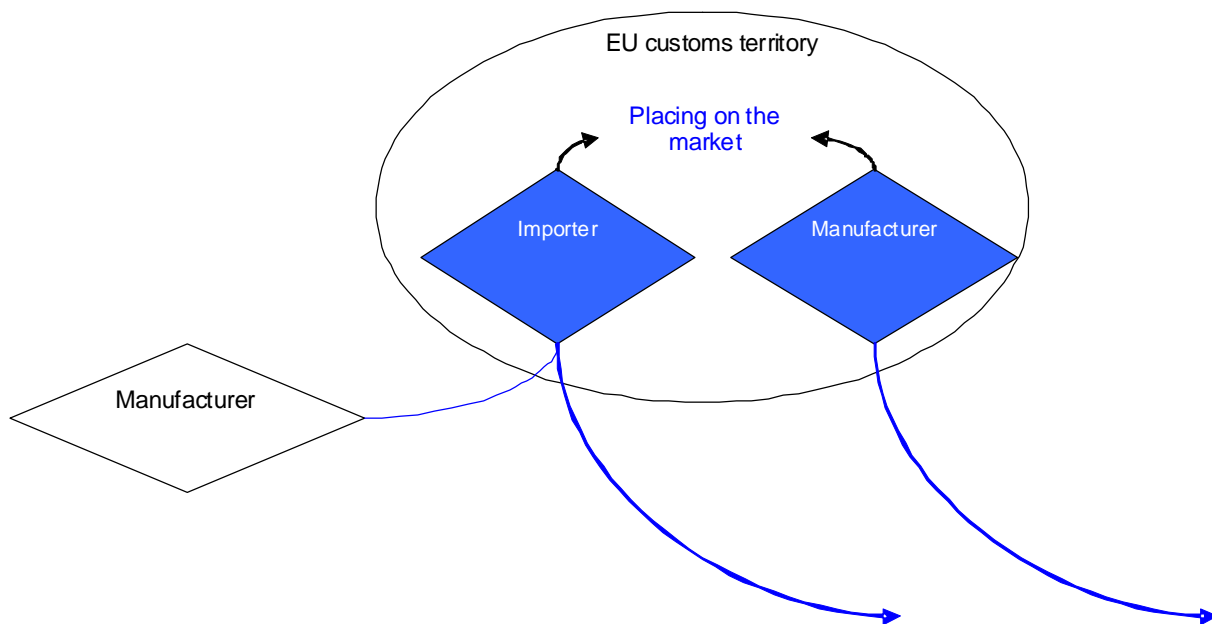 EU customs territory
Placing on the
market
Importer
Manufacturer
Manufacturer